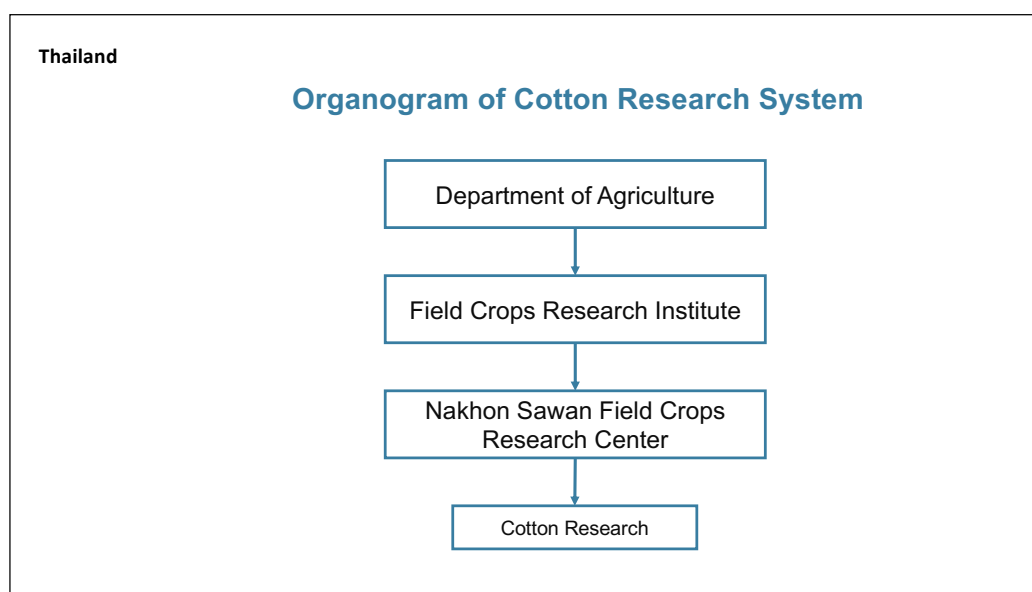 Thailand
Organogram of Cotton Research System
Department of Agriculture
Field Crops Research Institute
Nakhon Sawan Field Crops
Research Center
Cotton Research